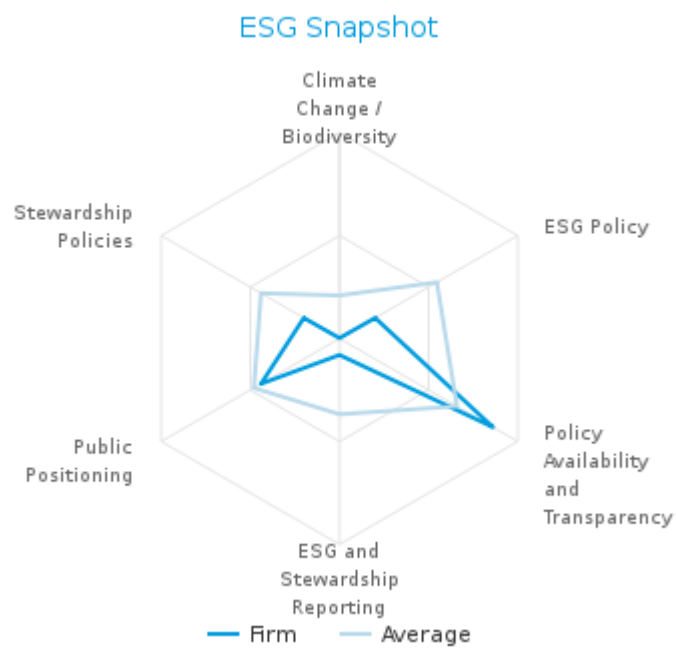 ESG Snapshot
Climate
Change /
Biodiversity
Stewardship
Policies
ESG Policy
Public
Positioning
Policy
Availability
and
Transparency
ESG and
Stewardship
Reporting
Firm
Average